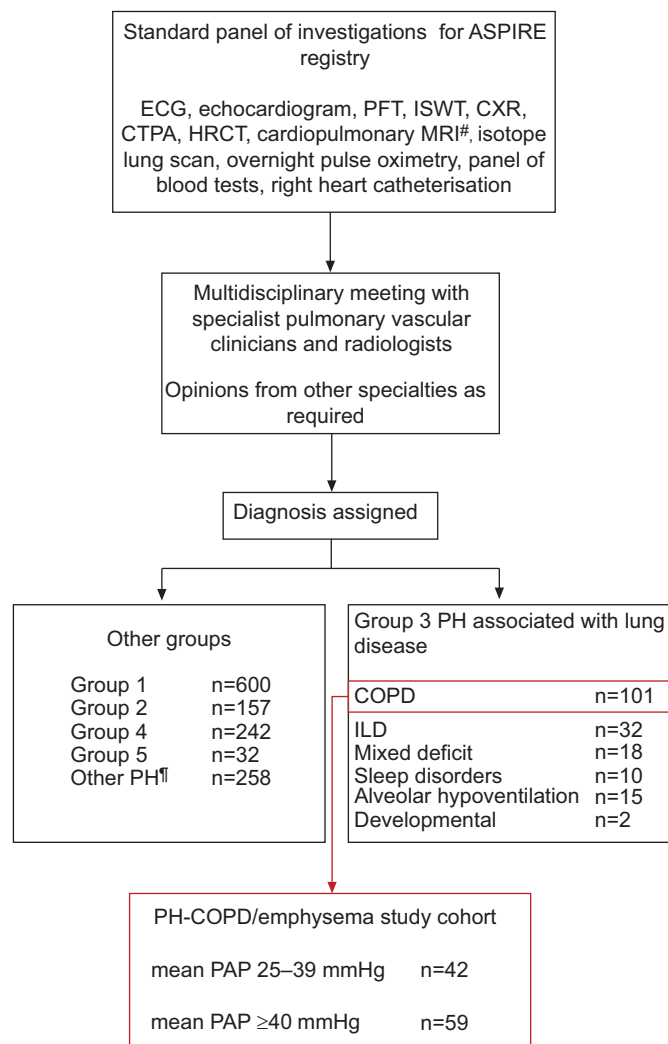 Standard panel of investigations for ASPIRE
registry
ECG, echocardiogram, PFT, ISWT, CXR,
CTPA, HRCT, cardiopulmonary MRI#, isotope
lung scan, overnight pulse oximetry, panel of
blood tests, right heart catheterisation
Multidisciplinary meeting with
specialist pulmonary vascular
clinicians and radiologists
Opinions from other specialties as
required
Diagnosis assigned
Other groups
Group 1 n=600
Group 2 n=157
Group 4 n=242
Group 5 n=32
Other PH¶ n=258
Group 3 PH associated with lung
disease
COPD n=101
ILD n=32
Mixed deficit n=18
Sleep disorders n=10
Alveolar hypoventilation n=15
Developmental n=2
PH-COPD/emphysema study cohort
mean PAP 25–39 mmHg n=42
mean PAP ≥40 mmHg n=59